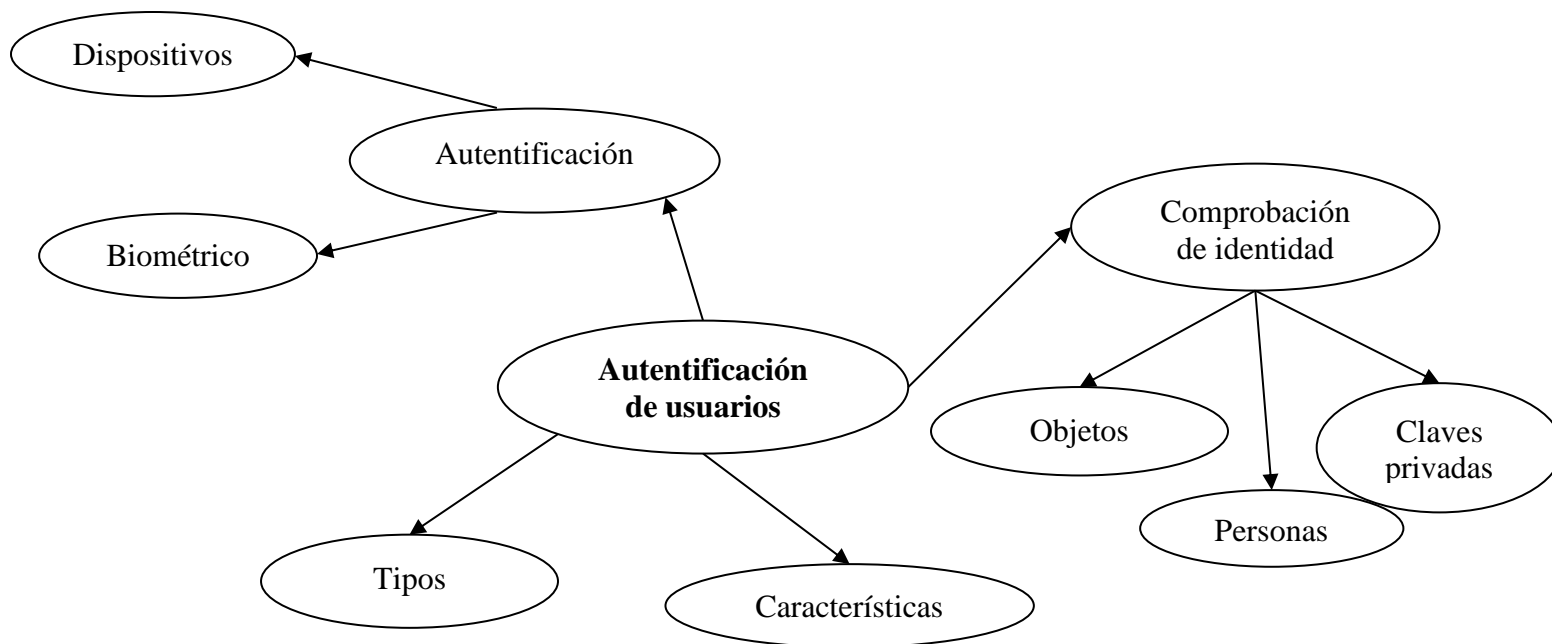 Dispositivos
Autentificación
Biométrico
Comprobación
de identidad
Autentificación
de usuarios
Objetos
Claves
privadas
Personas
Tipos
Características